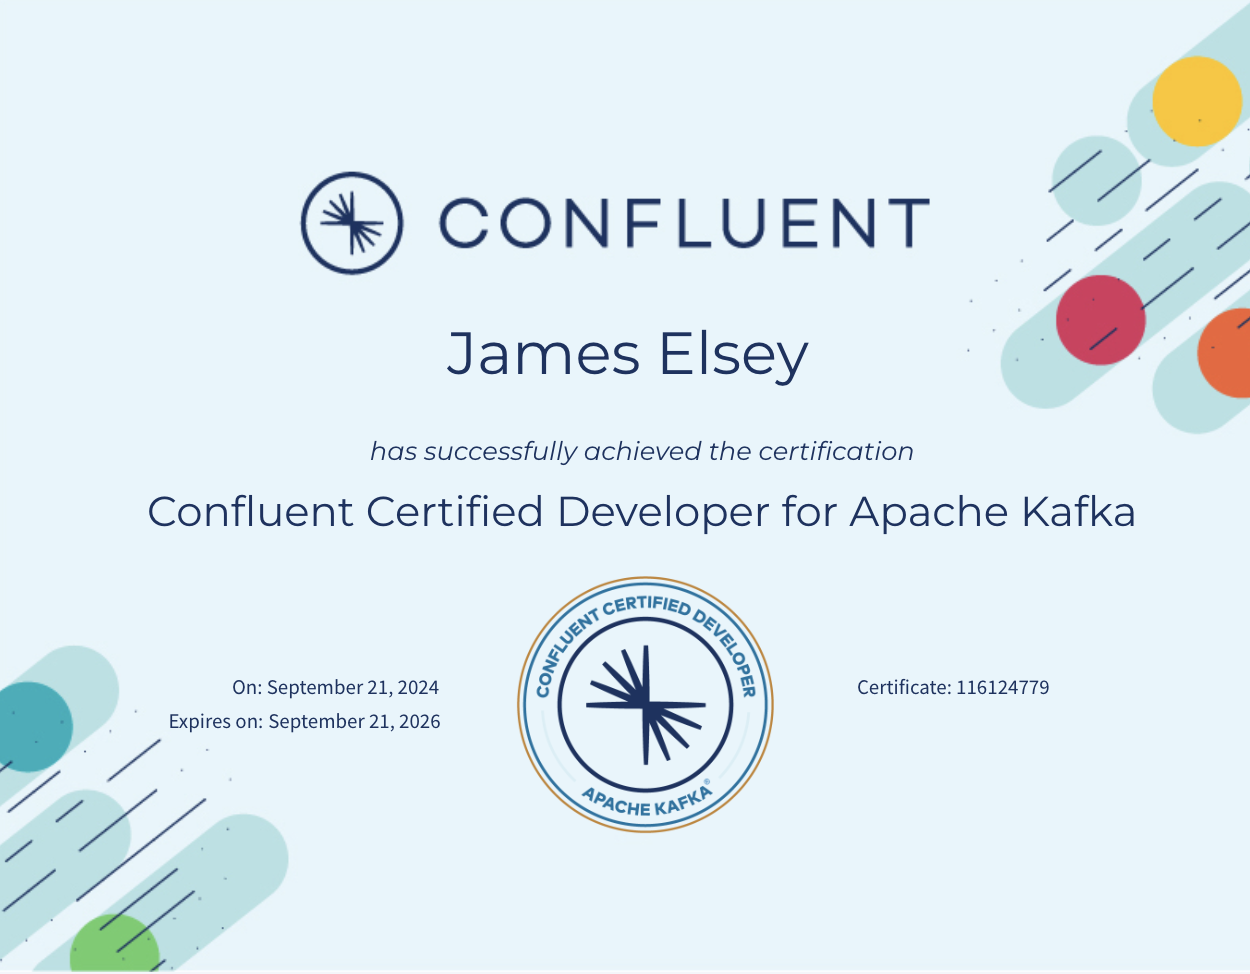 CONFLUENT
James Elsey
has successfully achieved the certification
Confluent Certified Developer for Apache Kafka
On: September 21, 2024
Expires on: September 21, 2026
CONFLUENT CERTIFIED DEVELOPER
APACHE KAFKA®
Certificate: 116124779